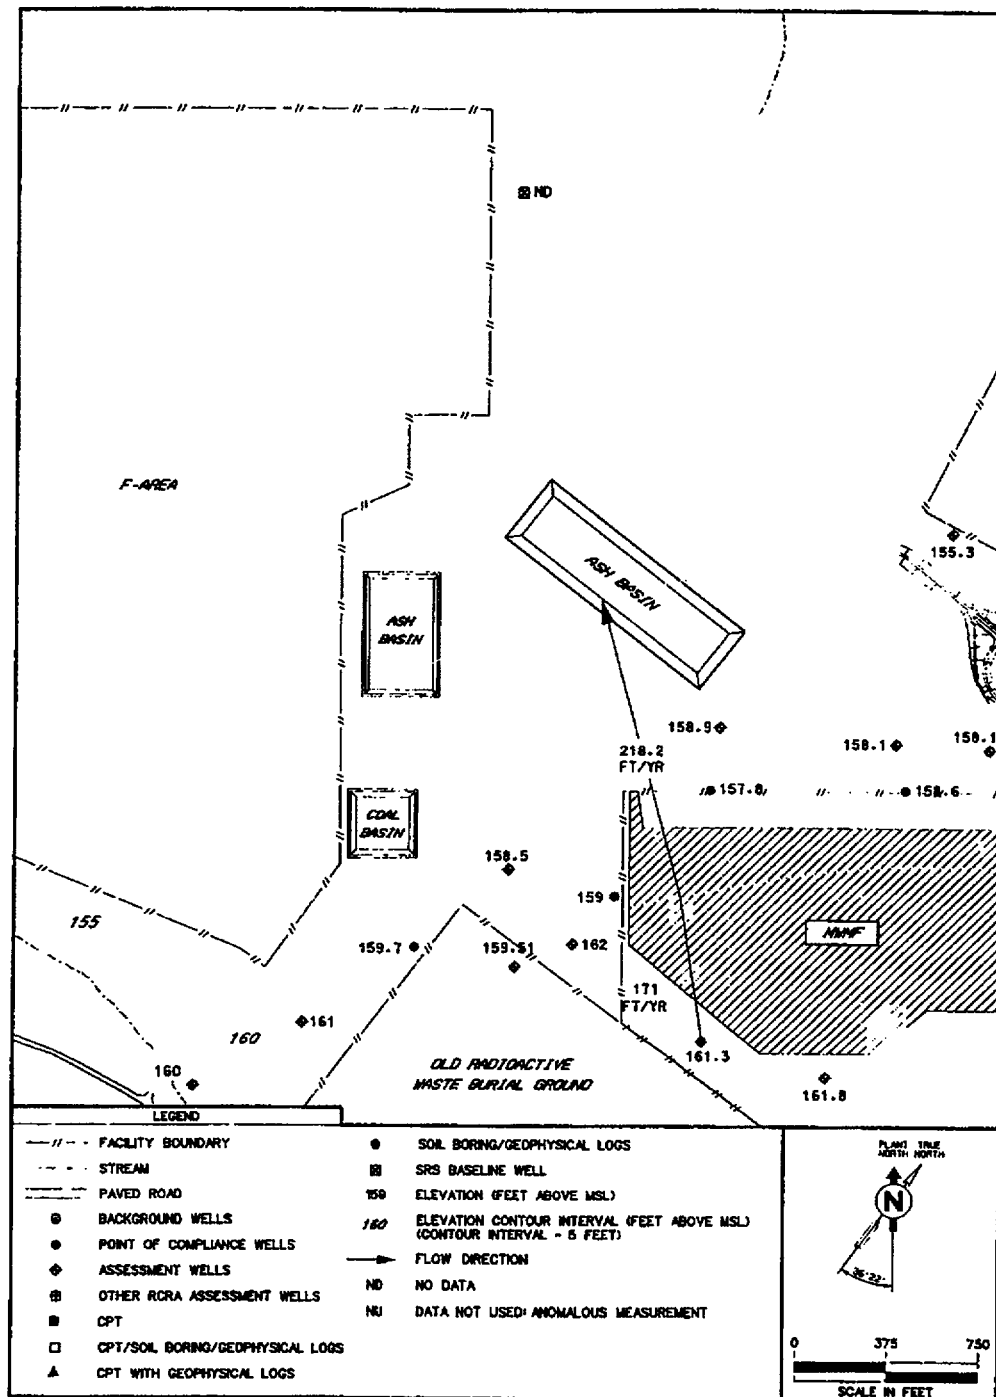 ND
F-AREA
155.3
ASH BASIN
ASH
BASIN
158.9
158.1
158.1
218.2
FT/YR
157.8
COAL
BASIN
158.5
159
NWMF
155
159.7
159.51
162
171
FT/YR
161
160
161.3
OLD RADIOACTIVE
WASTE BURIAL GROUND
160
161.8
LEGEND
FACILITY BOUNDARY
STREAM
PAVED ROAD
BACKGROUND WELLS
POINT OF COMPLIANCE WELLS
ASSESSMENT WELLS
OTHER RCRA ASSESSMENT WELLS
CPT
CPT/SOIL BORING/GEOPHYSICAL LOGS
CPT WITH GEOPHYSICAL LOGS
SOIL BORING/GEOPHYSICAL LOGS
SRS BASELINE WELL
159 ELEVATION (FEET ABOVE MSL)
160 ELEVATION CONTOUR INTERVAL (FEET ABOVE MSL)
(CONTOUR INTERVAL - 5 FEET)
FLOW DIRECTION
ND NO DATA
NU DATA NOT USED: ANOMALOUS MEASUREMENT
PLANT TRUE
NORTH NORTH
N
36°22'
0 375 750
SCALE IN FEET